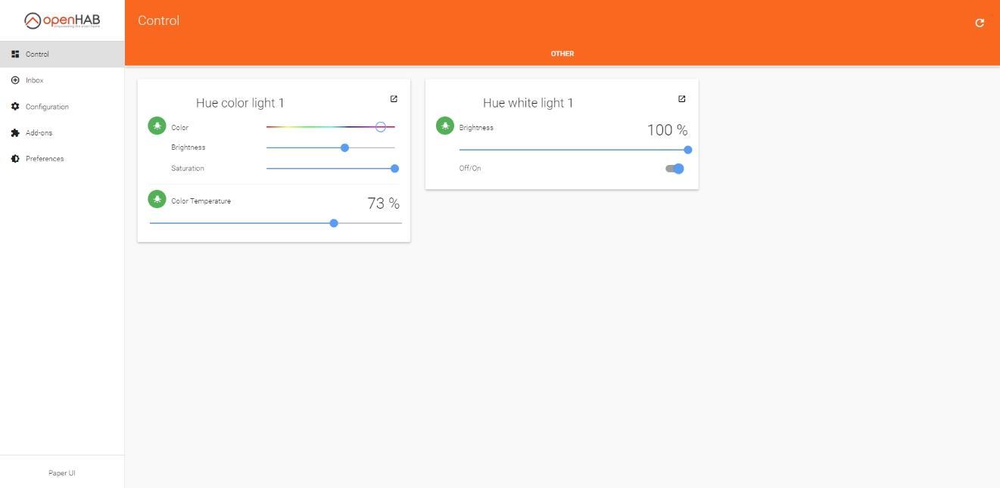 openHAB
empowering the smart home
Control
Control
Inbox
Configuration
Add-ons
Preferences
Paper UI
OTHER
Hue color light 1
Color
Brightness
Saturation
Color Temperature
73 %
Hue white light 1
Brightness
100 %
Off/On